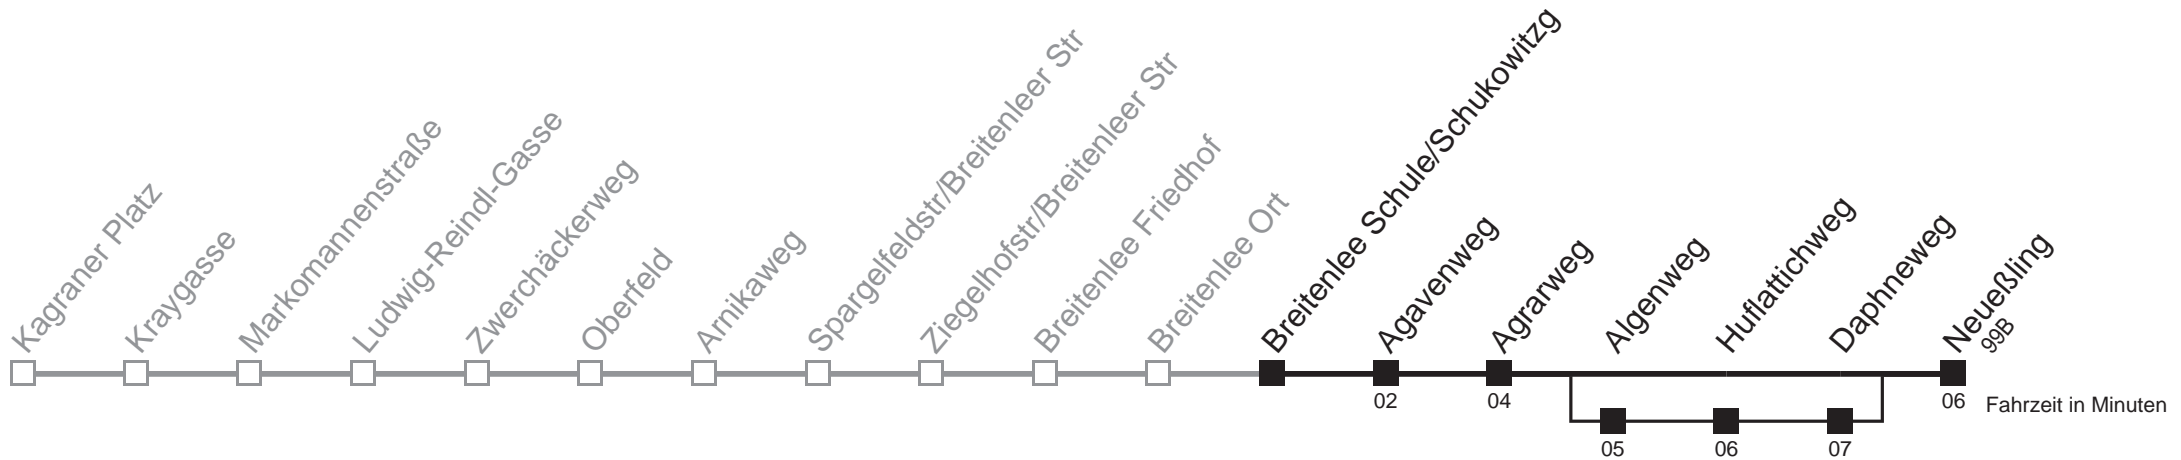 Kagraner Platz
Kraygasse
Markomannenstraße
Ludwig-Reindl-Gasse
Zwerchäckerweg
Oberfeld
Arnikaweg
Spargelfeldstr/Breitenleer Str
Ziegelhofstr/Breitenleer Str
Breitenlee Friedhof
Breitenlee Ort
Breitenlee Schule/Schukowitzg
Agavenweg
Agrarweg
Algenweg
Huflattichweg
Daphneweg
Neueßling
99B
02
04
06
Fahrzeit in Minuten
05
06
07